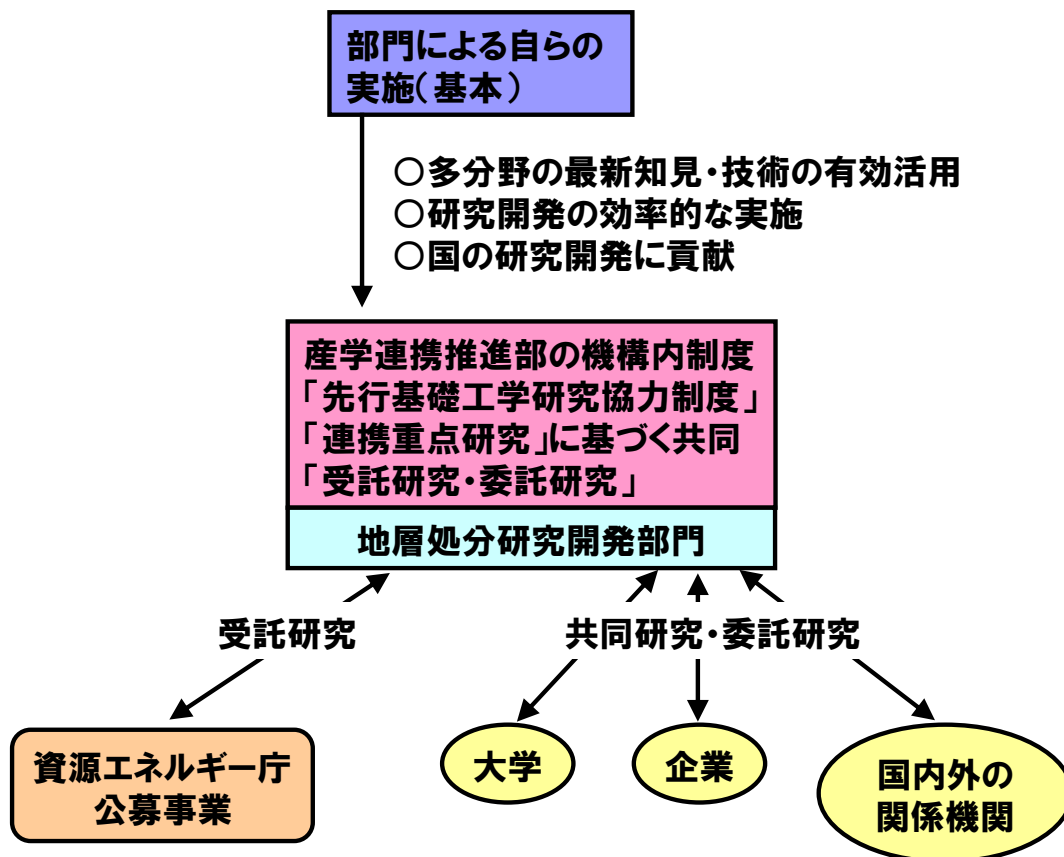 部門による自らの
実施(基本)
○多分野の最新知見・技術の有効活用
○研究開発の効率的な実施
○国の研究開発に貢献
産学連携推進部の機構内制度
「先行基礎工学研究協力制度」
「連携重点研究」に基づく共同
「受託研究・委託研究」
地層処分研究開発部門
受託研究
共同研究・委託研究
資源エネルギー庁
公募事業
大学
企業
国内外の
関係機関